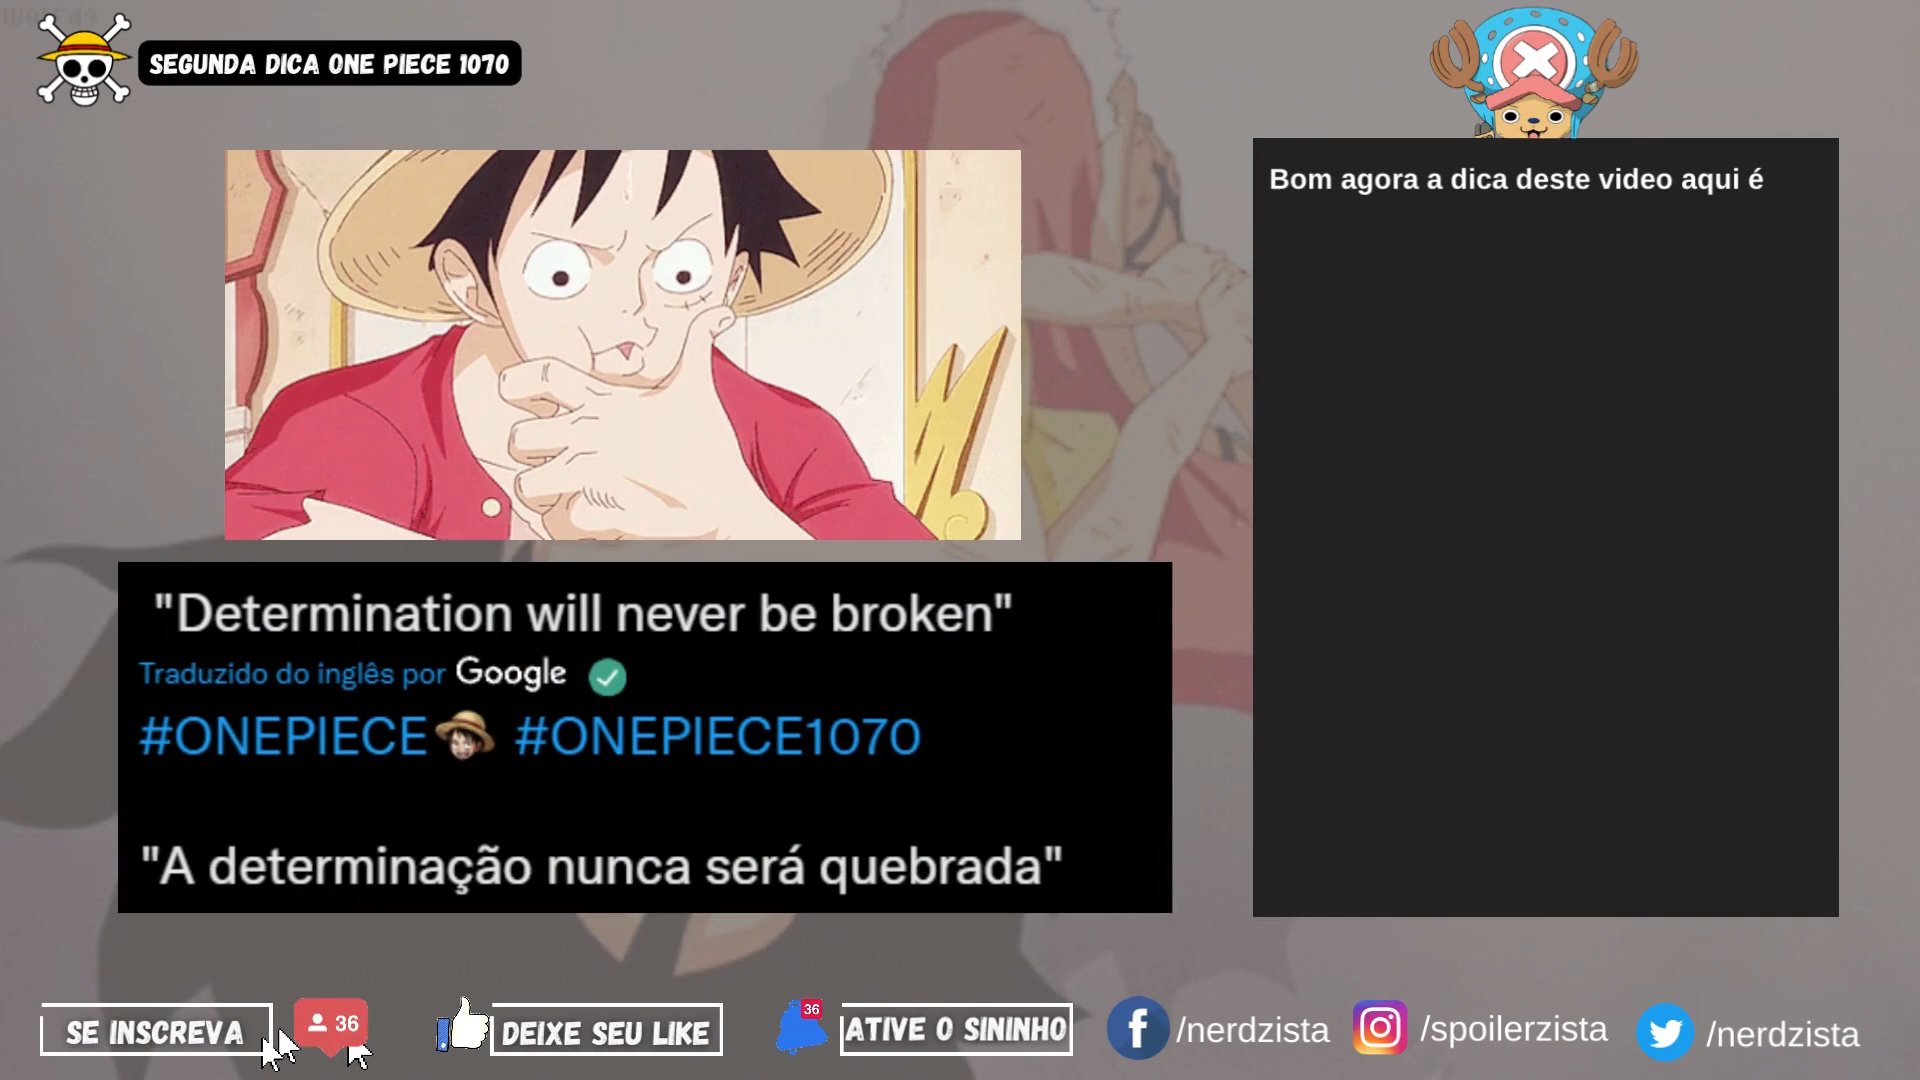 SEGUNDA DICA ONE PIECE 1070
Bom agora a dica deste video aqui é
"Determination will never be broken"
Traduzido do inglês por Google
#ONEPIECE #ONEPIECE1070
"A determinação nunca será quebrada"
SE INSCREVA
36
DEIXE SEU LIKE
36
ATIVE O SININHO
/nerdzista
/spoilerzista
/nerdzista